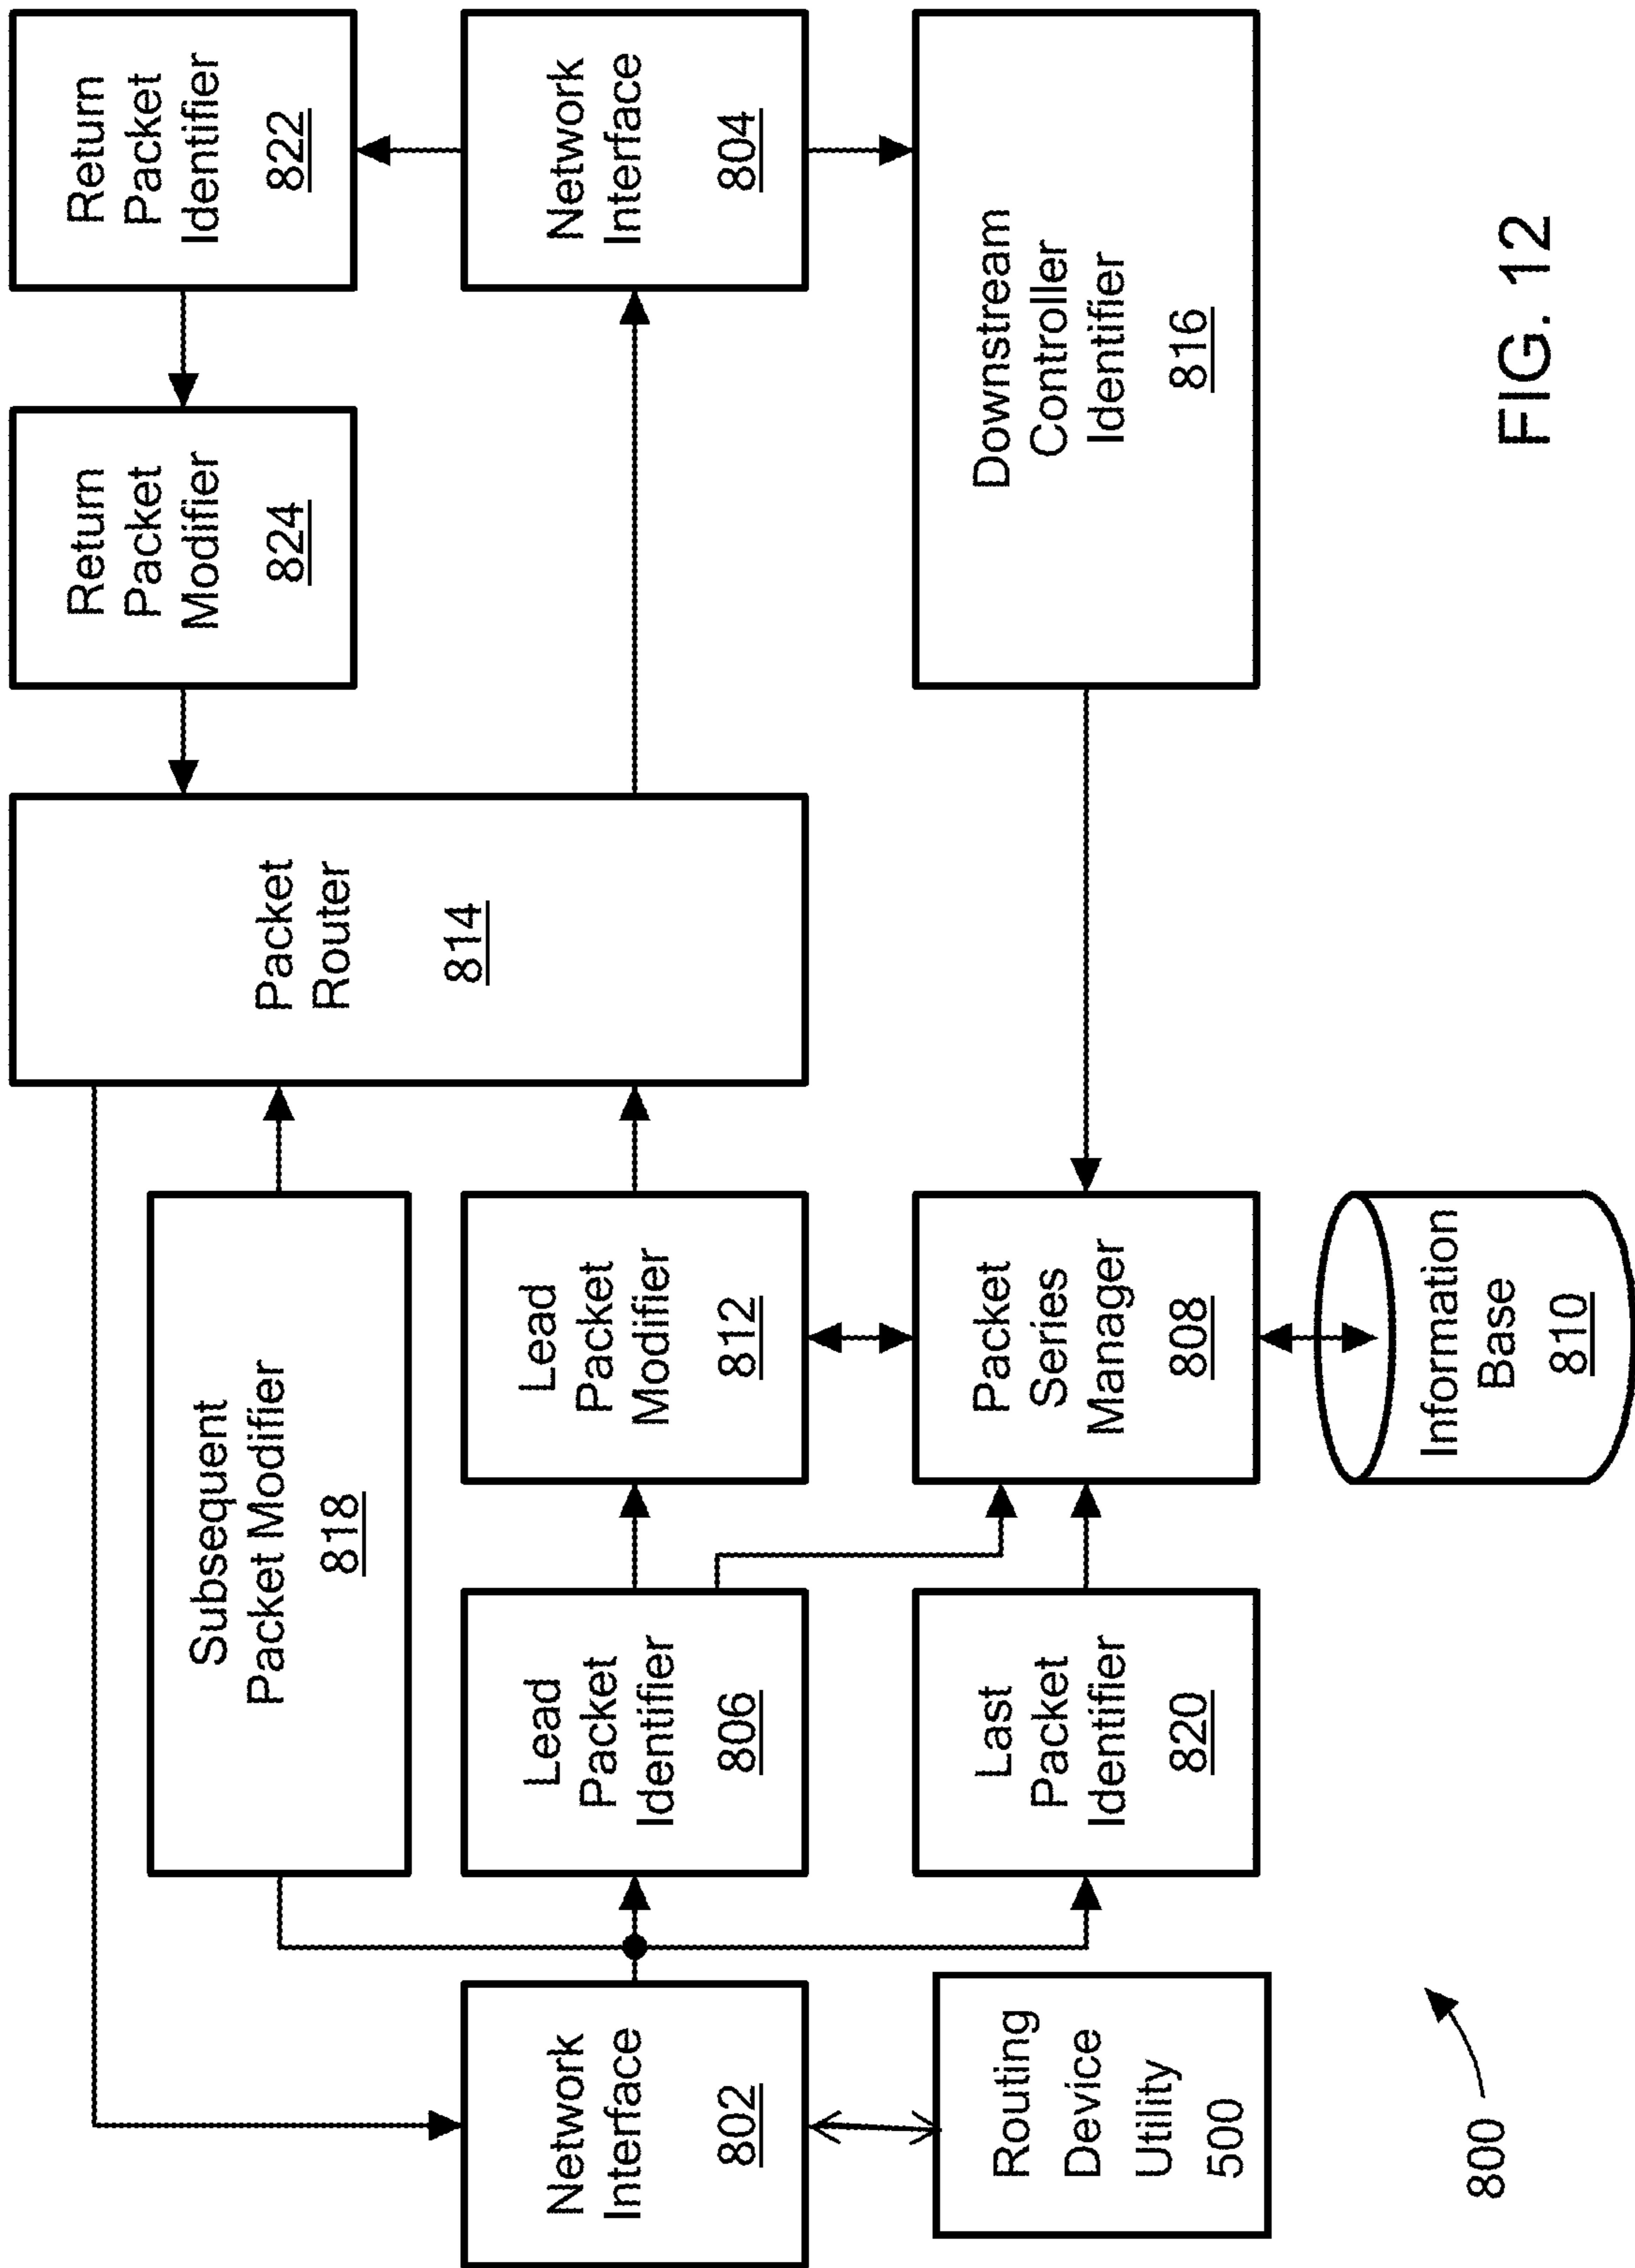 Return
Packet
Identifier
822
Return
Packet
Modifier
824
Network
Interface
804
Packet
Router
814
Downstream
Controller
Identifier
816
Subsequent
Packet Modifier
818
Lead
Packet
Modifier
812
Packet
Series
Manager
808
Information
Base
810
Lead
Packet
Identifier
806
Last
Packet
Identifier
820
Network
Interface
802
Routing
Device
Utility
500
800
FIG. 12